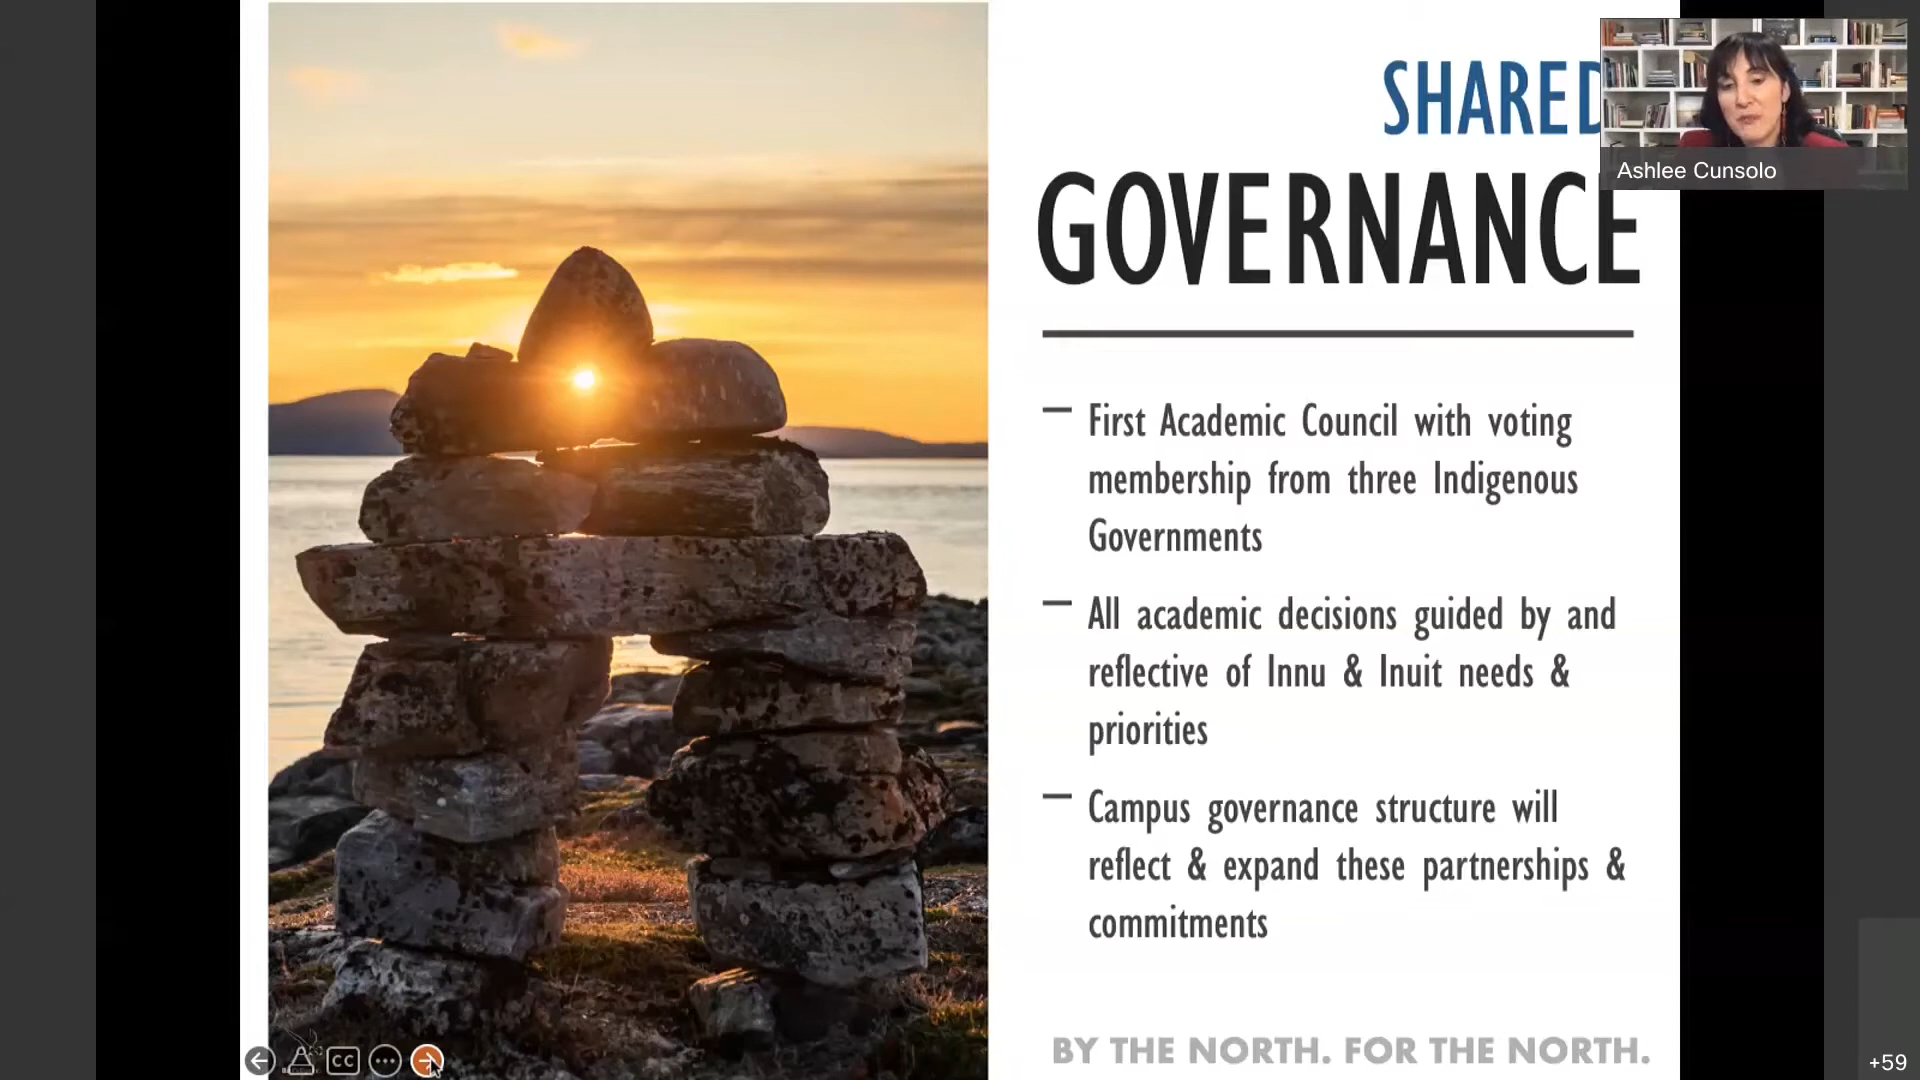 SHARED
Ashlee Cunsolo
GOVERNANCE
First Academic Council with voting
membership from three Indigenous
Governments
All academic decisions guided by and
reflective of Innu & Inuit needs &
priorities
Campus governance structure will
reflect & expand these partnerships &
commitments
BY THE NORTH. FOR THE NORTH.
CC
+59